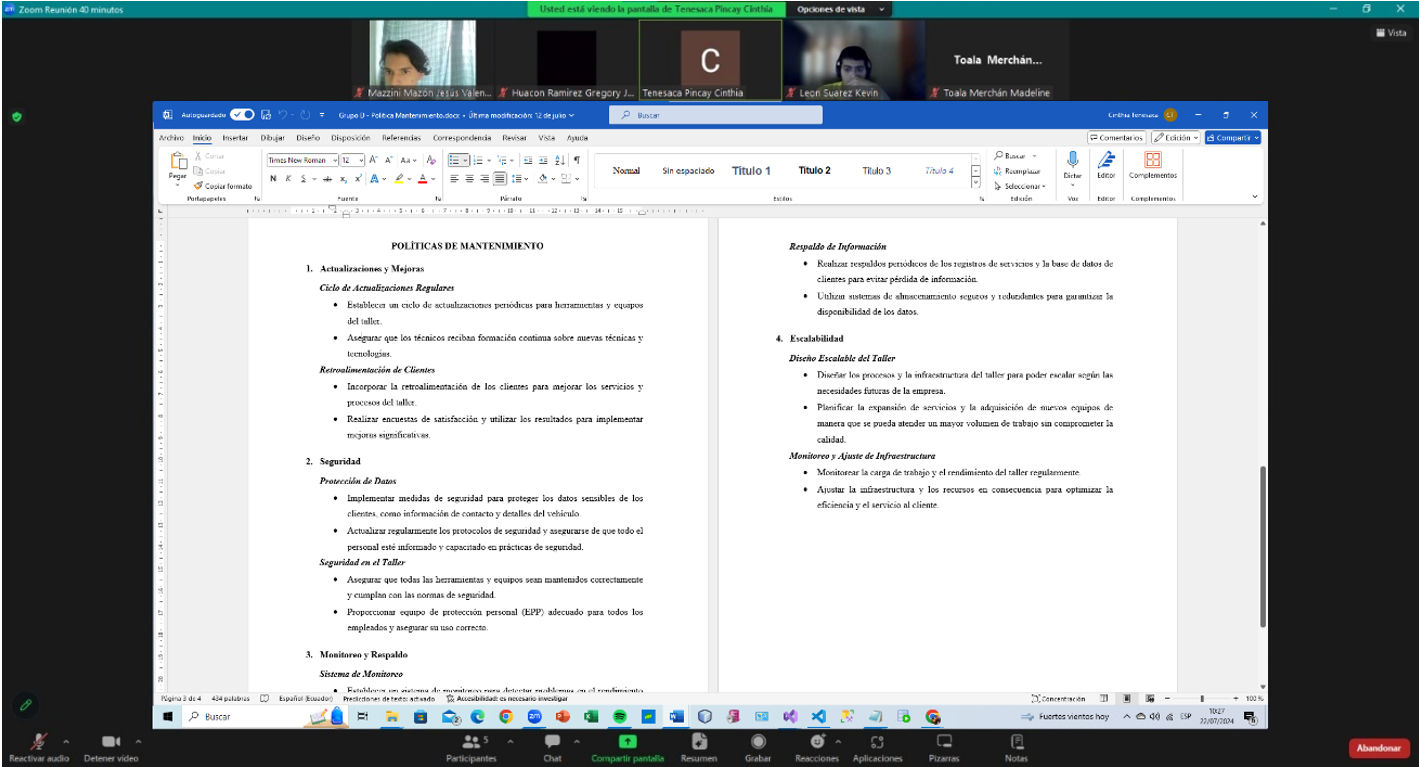 Zoom Reunión 40 minutos
Usted está viendo la pantalla de Tenesaca Pincay Cinthia
Opciones de vista
Vista
C
Toala Merchán...
Mazzini Mazón Jesús Valen...
Huacon Ramirez Gregory J...
Tenesaca Pincay Cinthia
Leon Suarez Kevin
Toala Merchán Madeline
Autoguardado
Grupo D - Politica Mantenimiento.docx • Última modificación: 12 de julio
Buscar
Cinthia Tenesaca
CT
Archivo Inicio Insertar Dibujar Diseño Disposición Referencias Correspondencia Revisar Vista Ayuda
Comentarios
Edición
Compartir
Pegar
Cortar
Copiar
Copiar formato
Portapapeles
Times New Roman
12
Fuente
Párrafo
Normal
Sin espaciado
Título 1
Título 2
Título 3
Título 4
Estilos
Buscar
Reemplazar
Seleccionar
Edición
Dictar
Voz
Editor
Editor
Complementos
Complementos
POLÍTICAS DE MANTENIMIENTO
1. Actualizaciones y Mejoras
Ciclo de Actualizaciones Regulares
• Establecer un ciclo de actualizaciones periódicas para herramientas y equipos
del taller.
• Asegurar que los técnicos reciban formación continua sobre nuevas técnicas y
tecnologías.
Retroalimentación de Clientes
• Incorporar la retroalimentación de los clientes para mejorar los servicios y
procesos del taller.
• Realizar encuestas de satisfacción y utilizar los resultados para implementar
mejoras significativas.
2. Seguridad
Protección de Datos
• Implementar medidas de seguridad para proteger los datos sensibles de los
clientes, como información de contacto y detalles del vehículo.
• Actualizar regularmente los protocolos de seguridad y asegurarse de que todo el
personal esté informado y capacitado en prácticas de seguridad.
Seguridad en el Taller
• Asegurar que todas las herramientas y equipos sean mantenidos correctamente
y cumplan con las normas de seguridad.
• Proporcionar equipo de protección personal (EPP) adecuado para todos los
empleados y asegurar su uso correcto.
3. Monitoreo y Respaldo
Sistema de Monitoreo
• Establecer un sistema de monitoreo para detectar problemas en el rendimiento
Respaldo de Información
• Realizar respaldos periódicos de los registros de servicios y la base de datos de
clientes para evitar pérdida de información.
• Utilizar sistemas de almacenamiento seguros y redundantes para garantizar la
disponibilidad de los datos.
4. Escalabilidad
Diseño Escalable del Taller
• Diseñar los procesos y la infraestructura del taller para poder escalar según las
necesidades futuras de la empresa.
• Planificar la expansión de servicios y la adquisición de nuevos equipos de
manera que se pueda atender un mayor volumen de trabajo sin comprometer la
calidad.
Monitoreo y Ajuste de Infraestructura
• Monitorear la carga de trabajo y el rendimiento del taller regularmente.
• Ajustar la infraestructura y los recursos en consecuencia para optimizar la
eficiencia y el servicio al cliente.
Página 3 de 4
434 palabras
Español (Ecuador)
Predicciones de texto: activado
Accesibilidad: es necesario investigar
Concentración
100 %
Buscar
Fuertes vientos hoy
ESP
10:27
22/07/2024
Reactivar audio
Detener video
Participantes
5
Chat
Compartir pantalla
Resumen
Grabar
Reacciones
Aplicaciones
Pizarras
Notas
Abandonar